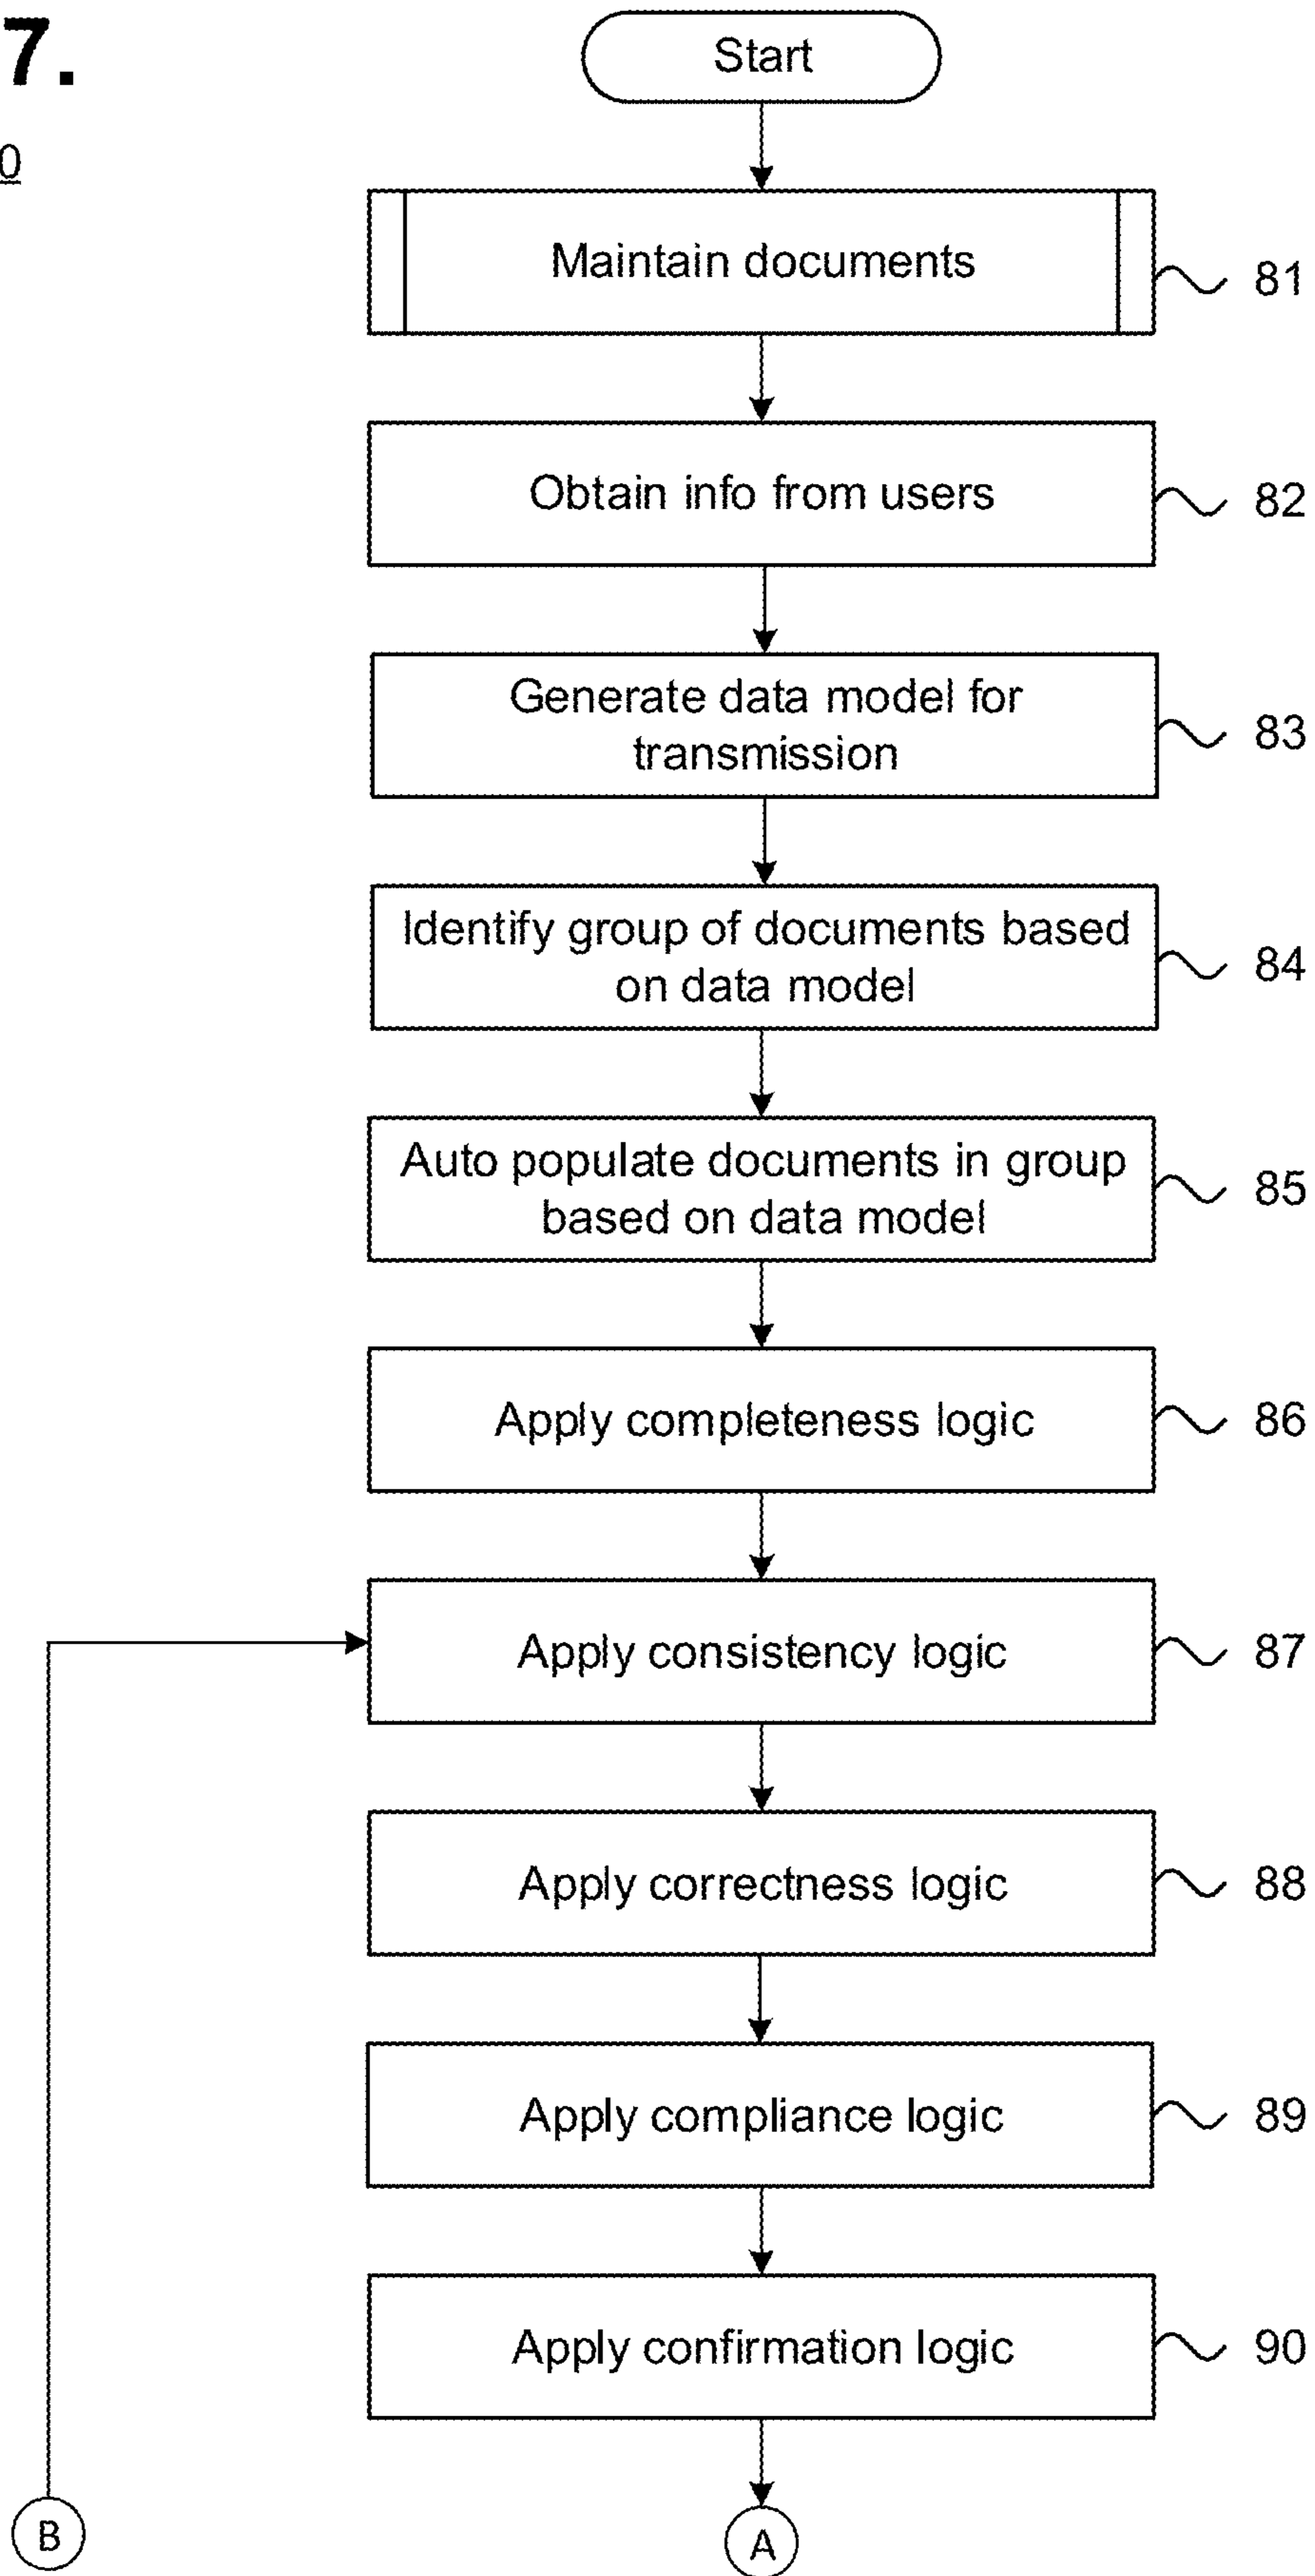 7.
0
Start
Maintain documents
81
Obtain info from users
82
Generate data model for
transmission
83
Identify group of documents based
on data model
84
Auto populate documents in group
based on data model
85
Apply completeness logic
86
Apply consistency logic
87
Apply correctness logic
88
Apply compliance logic
89
Apply confirmation logic
90
B
A